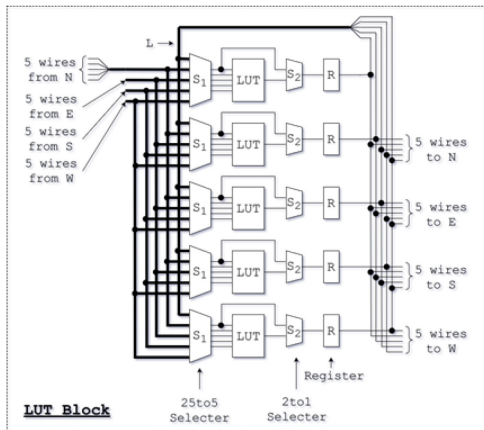 L
5 wires
from N
5 wires
from E
5 wires
from S
5 wires
from W
S1 LUT S2 R
S1 LUT S2 R
5 wires
to N
S1 LUT S2 R
5 wires
to E
S1 LUT S2 R
5 wires
to S
S1 LUT S2 R
5 wires
to W
Register
25to5
Selecter
2to1
Selecter
LUT Block